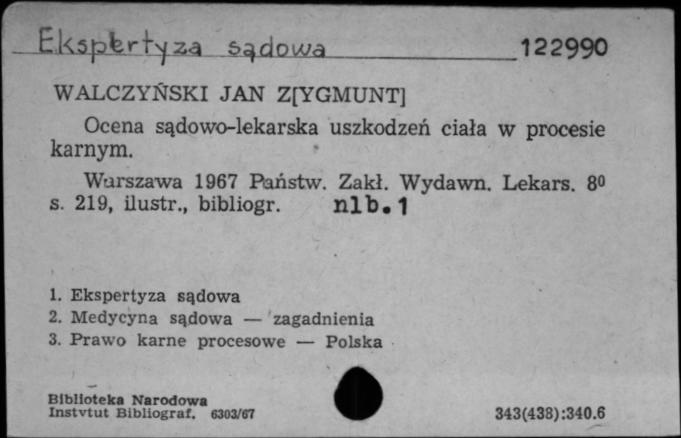 Ekspertyza sądowa 122990
WALCZYŃSKI JAN Z[YGMUNT]
Ocena sądowo-lekarska uszkodzeń ciała w procesie
karnym.
Warszawa 1967 Państw. Zakł. Wydawn. Lekars. 8⁰
s. 219, ilustr., bibliogr. nlb. 1
1. Ekspertyza sądowa
2. Medycyna sądowa — zagadnienia
3. Prawo karne procesowe — Polska
Biblioteka Narodowa
Instytut Bibliograf. 6303/67 343(438):340.6